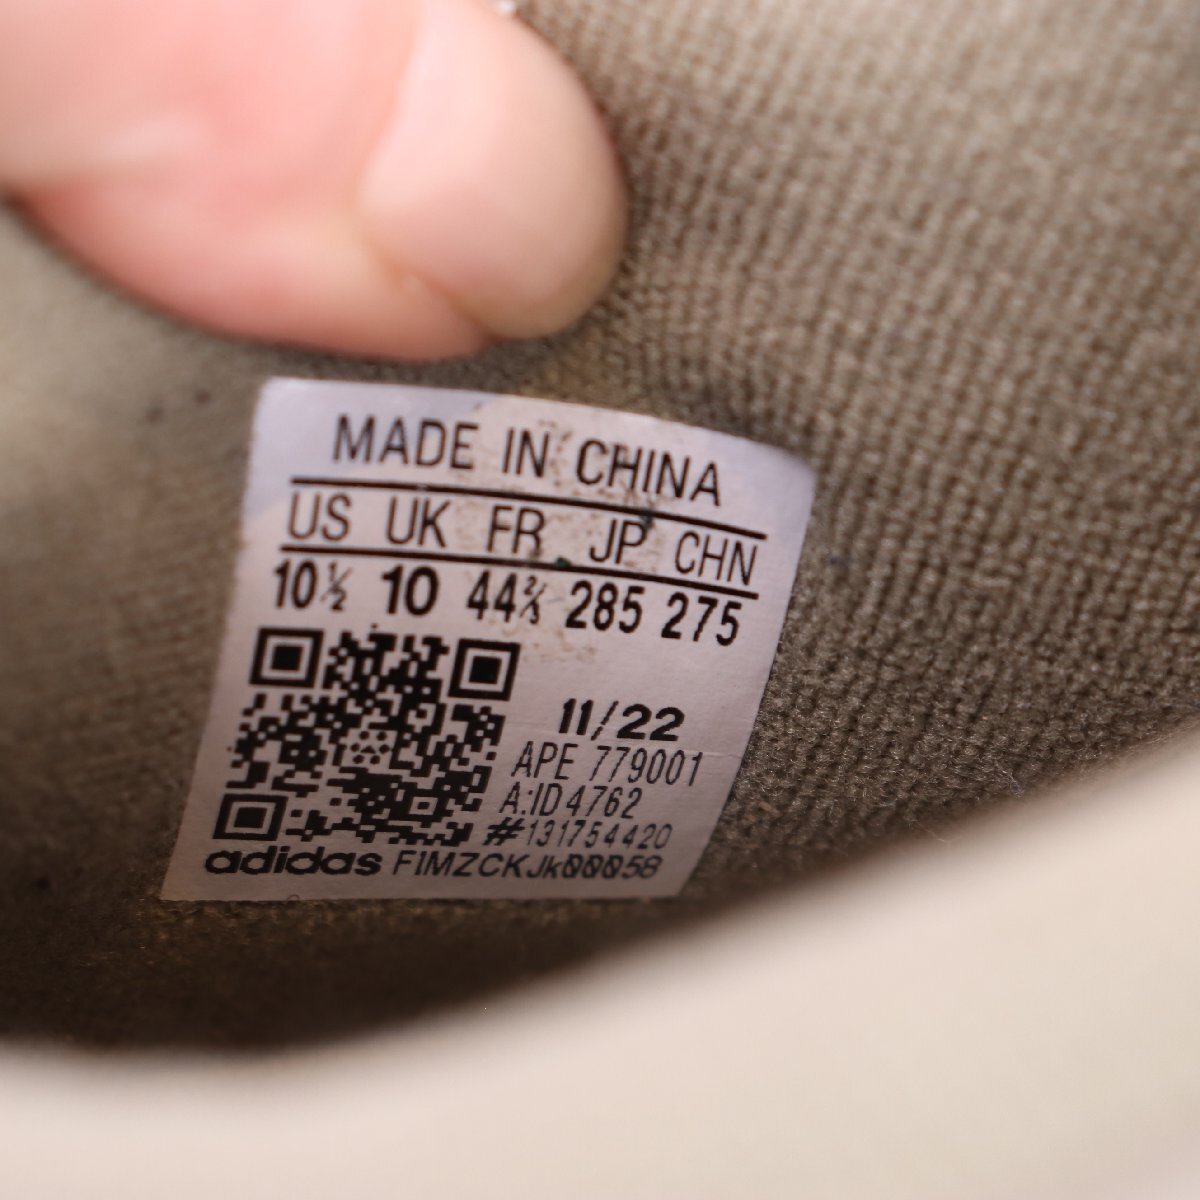 MADE IN CHINA
US UK FR JP CHN
10½ 10 44⅔ 285 275
11/22
APE 779001
A:ID4762
#131754420
adidas F1MZCKJk00058